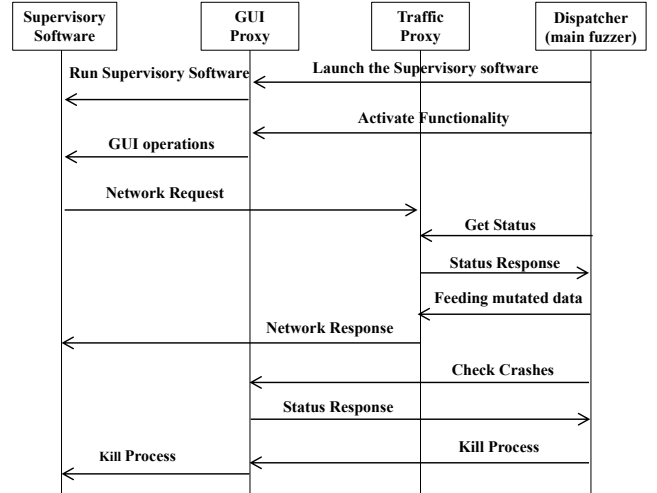 Supervisory
Software
GUI
Proxy
Traffic
Proxy
Dispatcher
(main fuzzer)
Launch the Supervisory software
Run Supervisory Software
Activate Functionality
GUI operations
Network Request
Get Status
Status Response
Feeding mutated data
Network Response
Check Crashes
Status Response
Kill Process
Kill Process